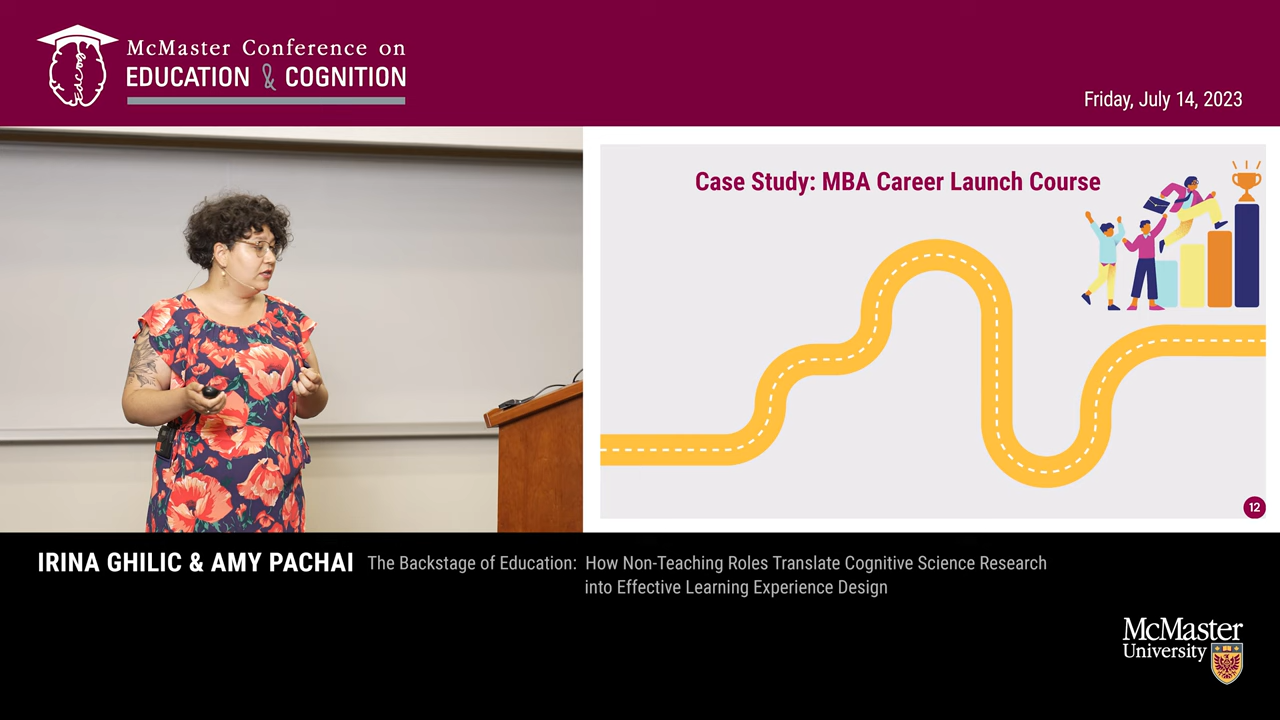 McMaster Conference on
EDUCATION & COGNITION
Friday, July 14, 2023
Case Study: MBA Career Launch Course
12
IRINA GHILIC & AMY PACHAI
The Backstage of Education: How Non-Teaching Roles Translate Cognitive Science Research
into Effective Learning Experience Design
McMaster
University